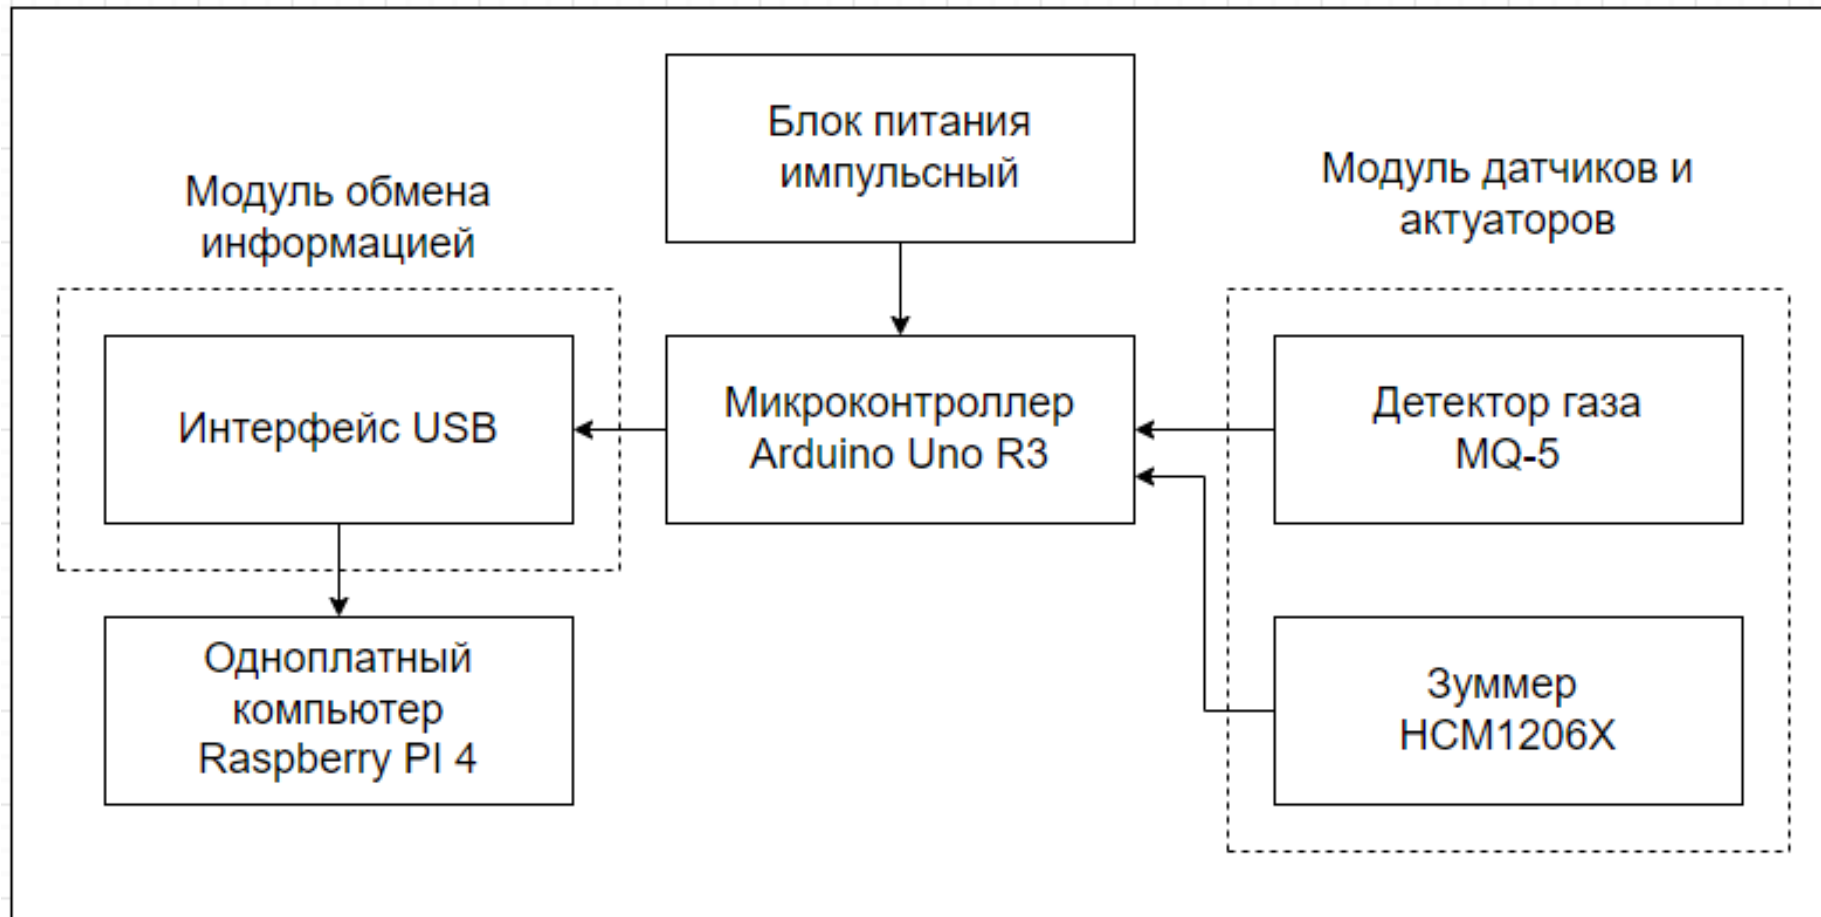 Блок питания
импульсный
Модуль обмена
информацией
Модуль датчиков и
актуаторов
Интерфейс USB
Микроконтроллер
Arduino Uno R3
Детектор газа
MQ-5
Одноплатный
компьютер
Raspberry PI 4
Зуммер
HCM1206X